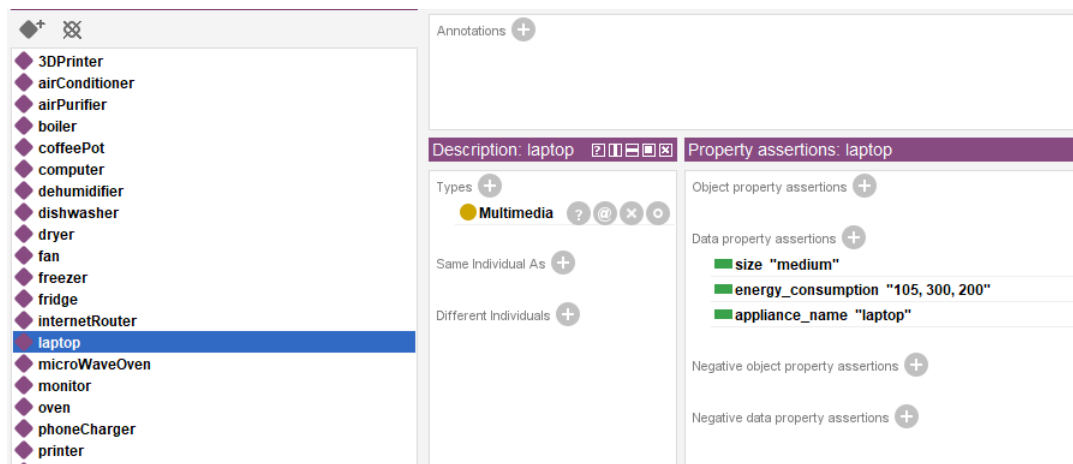 3DPrinter
airConditioner
airPurifier
boiler
coffeePot
computer
dehumidifier
dishwasher
dryer
fan
freezer
fridge
internetRouter
laptop
microWaveOven
monitor
oven
phoneCharger
printer
Annotations
Description: laptop
Types
Multimedia
Same Individual As
Different Individuals
Property assertions: laptop
Object property assertions
Data property assertions
size "medium"
energy_consumption "105, 300, 200"
appliance_name "laptop"
Negative object property assertions
Negative data property assertions